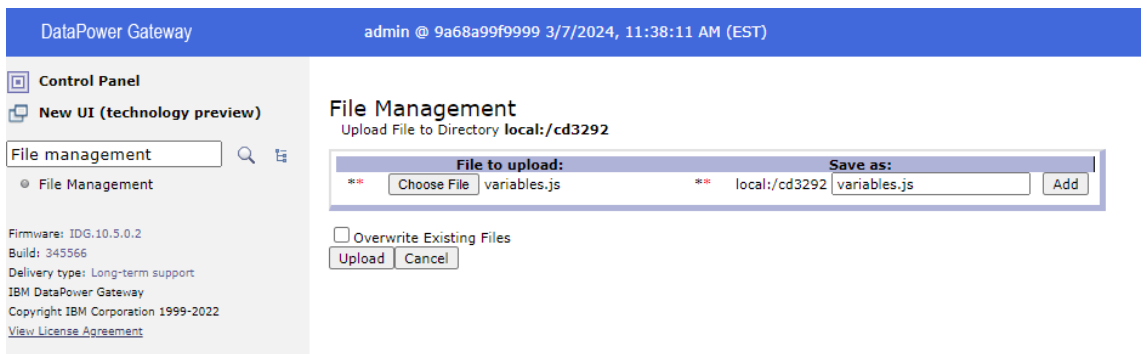 DataPower Gateway
admin @ 9a68a99f9999 3/7/2024, 11:38:11 AM (EST)
Control Panel
New UI (technology preview)
File management
File Management
Firmware: IDG.10.5.0.2
Build: 345566
Delivery type: Long-term support
IBM DataPower Gateway
Copyright IBM Corporation 1999-2022
View License Agreement
File Management
Upload File to Directory local:/cd3292
File to upload: Save as:
** Choose File variables.js ** local:/cd3292 variables.js Add
Overwrite Existing Files
Upload Cancel